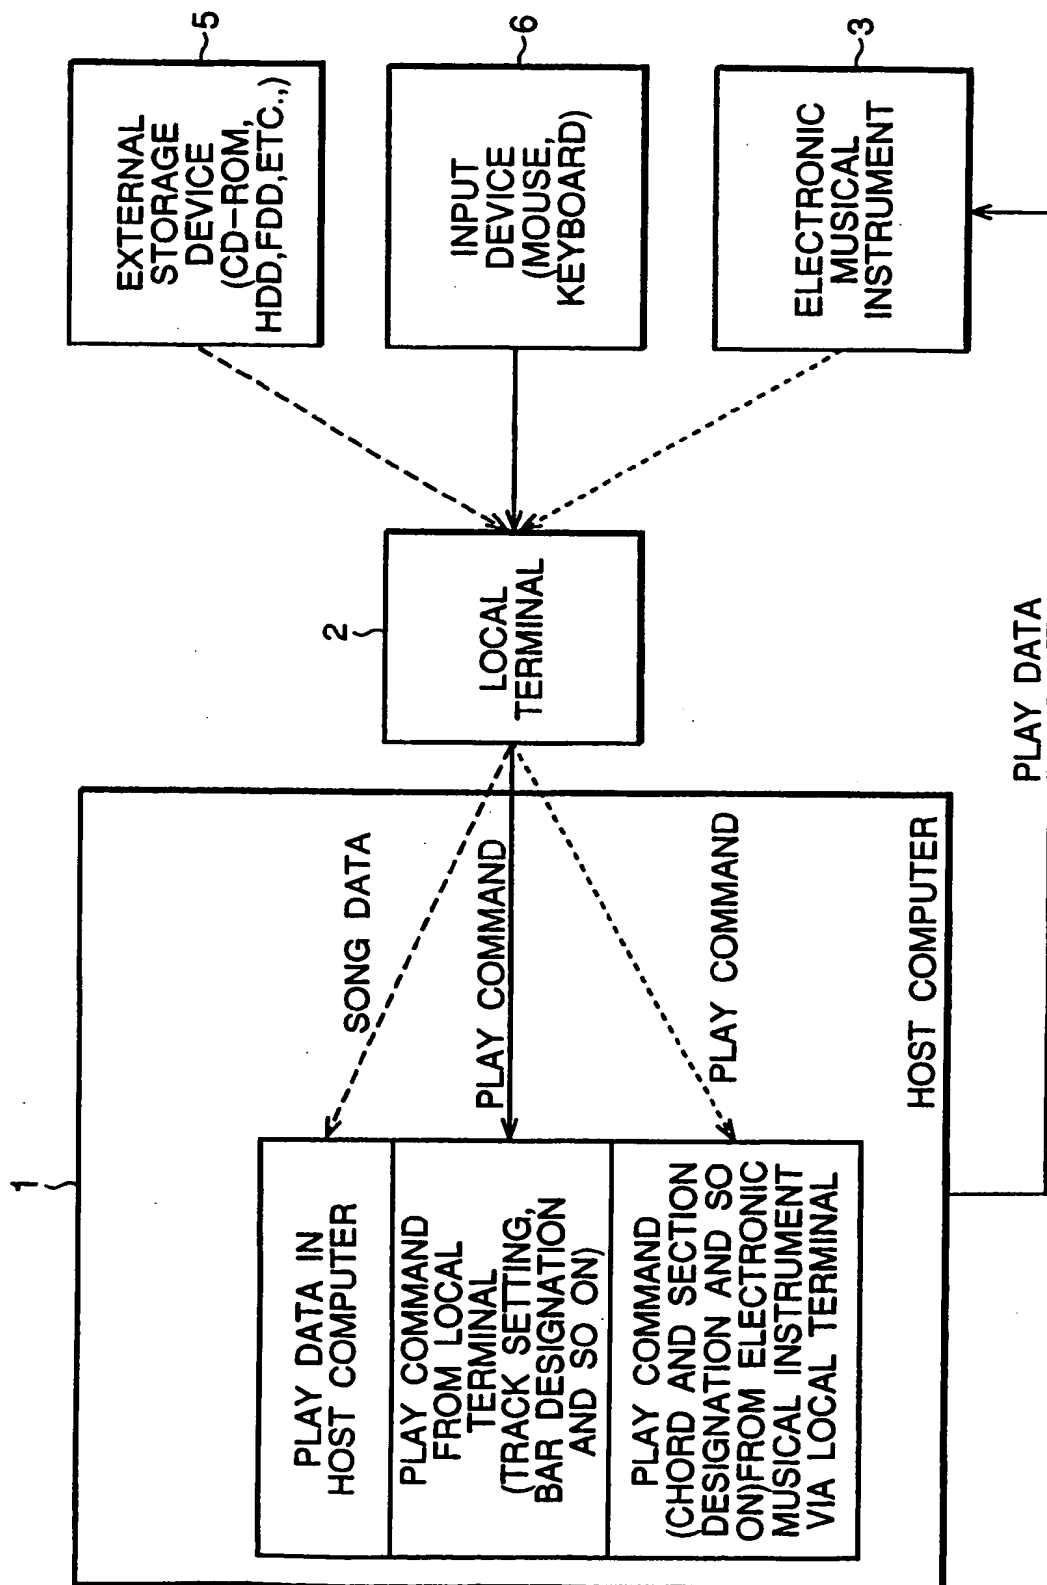 1
HOST COMPUTER
PLAY DATA IN
HOST COMPUTER
PLAY COMMAND
FROM LOCAL
TERMINAL
(TRACK SETTING,
BAR DESIGNATION
AND SO ON)
PLAY COMMAND
(CHORD AND SECTION
DESIGNATION AND SO
ON)FROM ELECTRONIC
MUSICAL INSTRUMENT
VIA LOCAL TERMINAL
SONG DATA
PLAY COMMAND
PLAY COMMAND
2
LOCAL
TERMINAL
5
EXTERNAL
STORAGE
DEVICE
(CD-ROM,
HDD,FDD,ETC.,)
6
INPUT
DEVICE
(MOUSE,
KEYBOARD)
3
ELECTRONIC
MUSICAL
INSTRUMENT
PLAY DATA